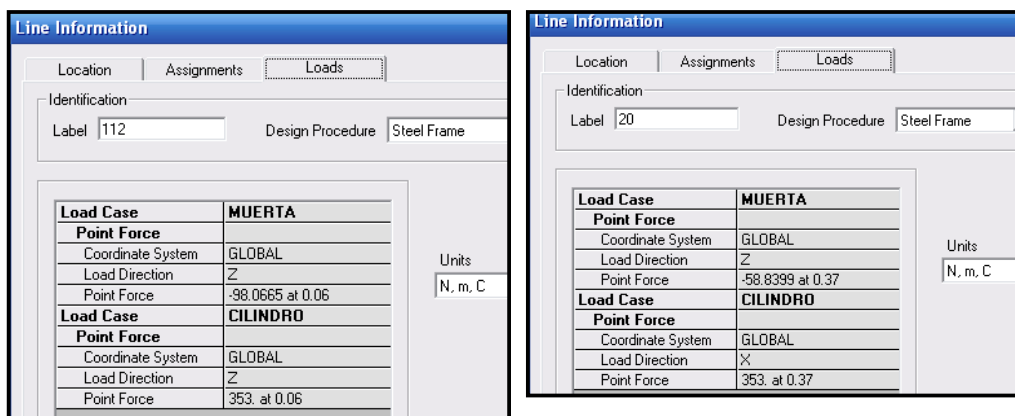 Line Information
Location Assignments Loads
Identification
Label 112 Design Procedure Steel Frame
Load Case MUERTA
Point Force
Coordinate System GLOBAL
Load Direction Z
Point Force -98.0665 at 0.06
Load Case CILINDRO
Point Force
Coordinate System GLOBAL
Load Direction Z
Point Force 353. at 0.06
Units
N, m, C
Line Information
Location Assignments Loads
Identification
Label 20 Design Procedure Steel Frame
Load Case MUERTA
Point Force
Coordinate System GLOBAL
Load Direction Z
Point Force -58.8399 at 0.37
Load Case CILINDRO
Point Force
Coordinate System GLOBAL
Load Direction X
Point Force 353. at 0.37
Units
N, m, C